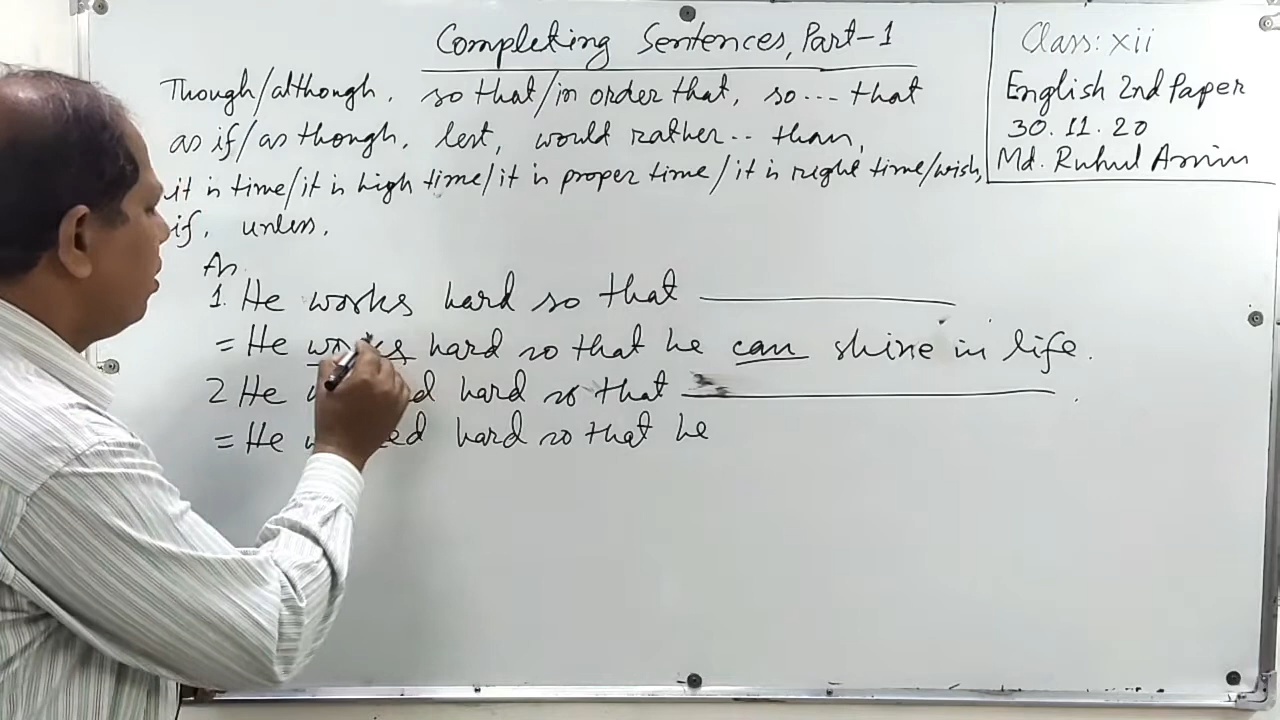 Completing Sentences, Part-1
Though/although, so that/in order that, so... that
as if/as though, lest, would rather.. than,
it is time/it is high time/it is proper time/it is right time/wish,
if, unless.
Class: xii
English 2nd Paper
30.11.20
Md. Ruhul Amin
An.
1. He works hard so that
= He works hard so that he can shine in life.
2 He hard so that .
= He hard so that he